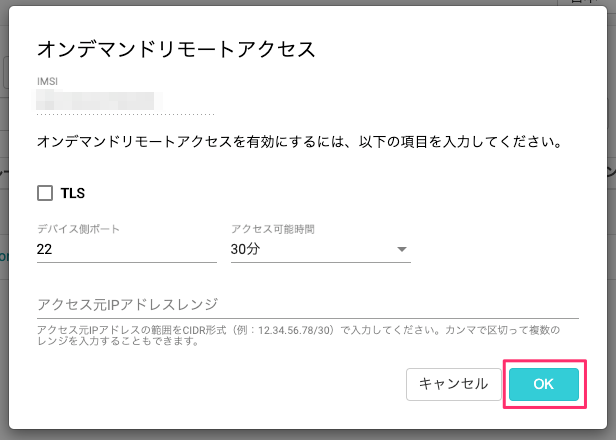 オンデマンドリモートアクセス
IMSI
オンデマンドリモートアクセスを有効にするには、以下の項目を入力してください。
TLS
デバイス側ポート
アクセス可能時間
22
30分
アクセス元IPアドレスレンジ
アクセス元IPアドレスの範囲をCIDR形式（例：12.34.56.78/30）で入力してください。カンマで区切って複数の
レンジを入力することもできます。
キャンセル
OK